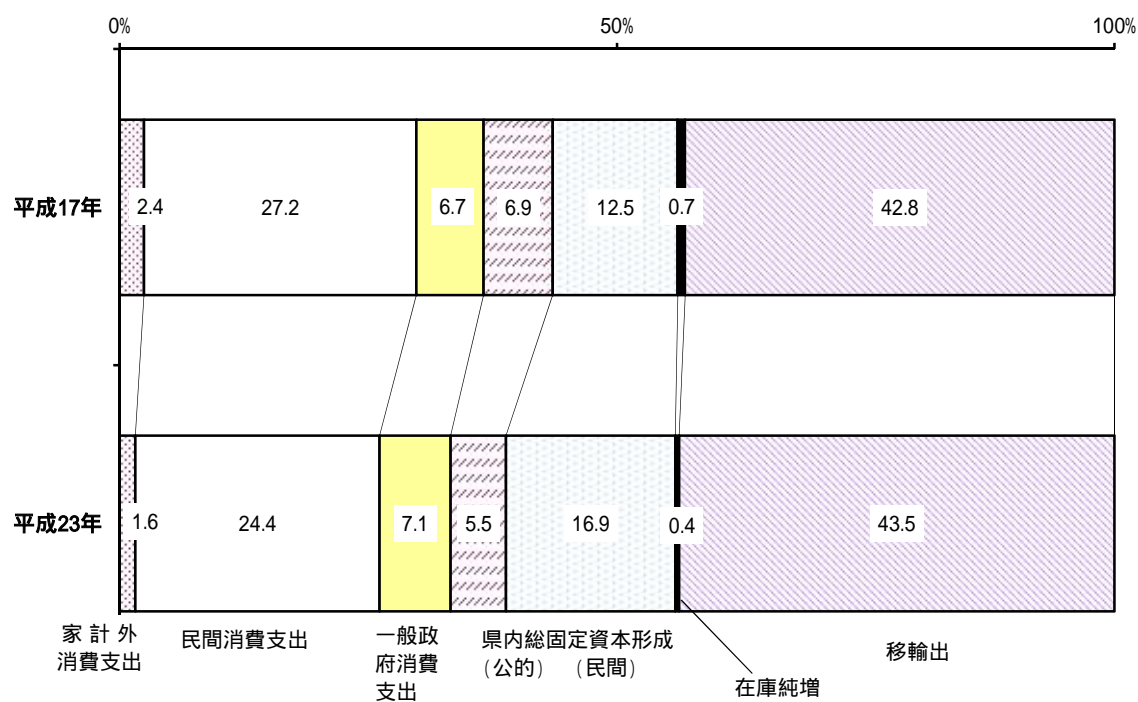 0% 50% 100%
平成17年 2.4 27.2 6.7 6.9 12.5 0.7 42.8
平成23年 1.6 24.4 7.1 5.5 16.9 0.4 43.5
家計外
消費支出
民間消費支出
一般政
府消費
支出
県内総固定資本形成
(公的) (民間)
在庫純増
移輸出